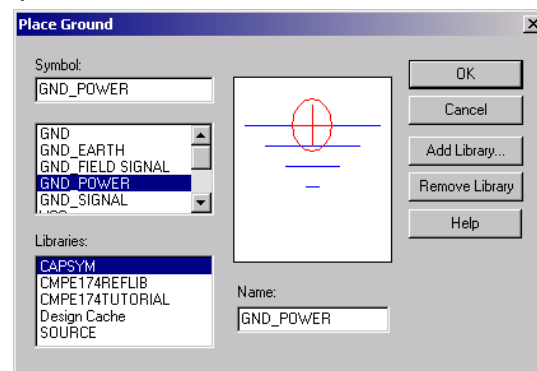 Place Ground
Symbol:
GND_POWER
GND
GND_EARTH
GND_FIELD SIGNAL
GND_POWER
GND_SIGNAL
Libraries:
CAPSYM
CMPE174REFLIB
CMPE174TUTORIAL
Design Cache
SOURCE
Name:
GND_POWER
OK
Cancel
Add Library...
Remove Library
Help